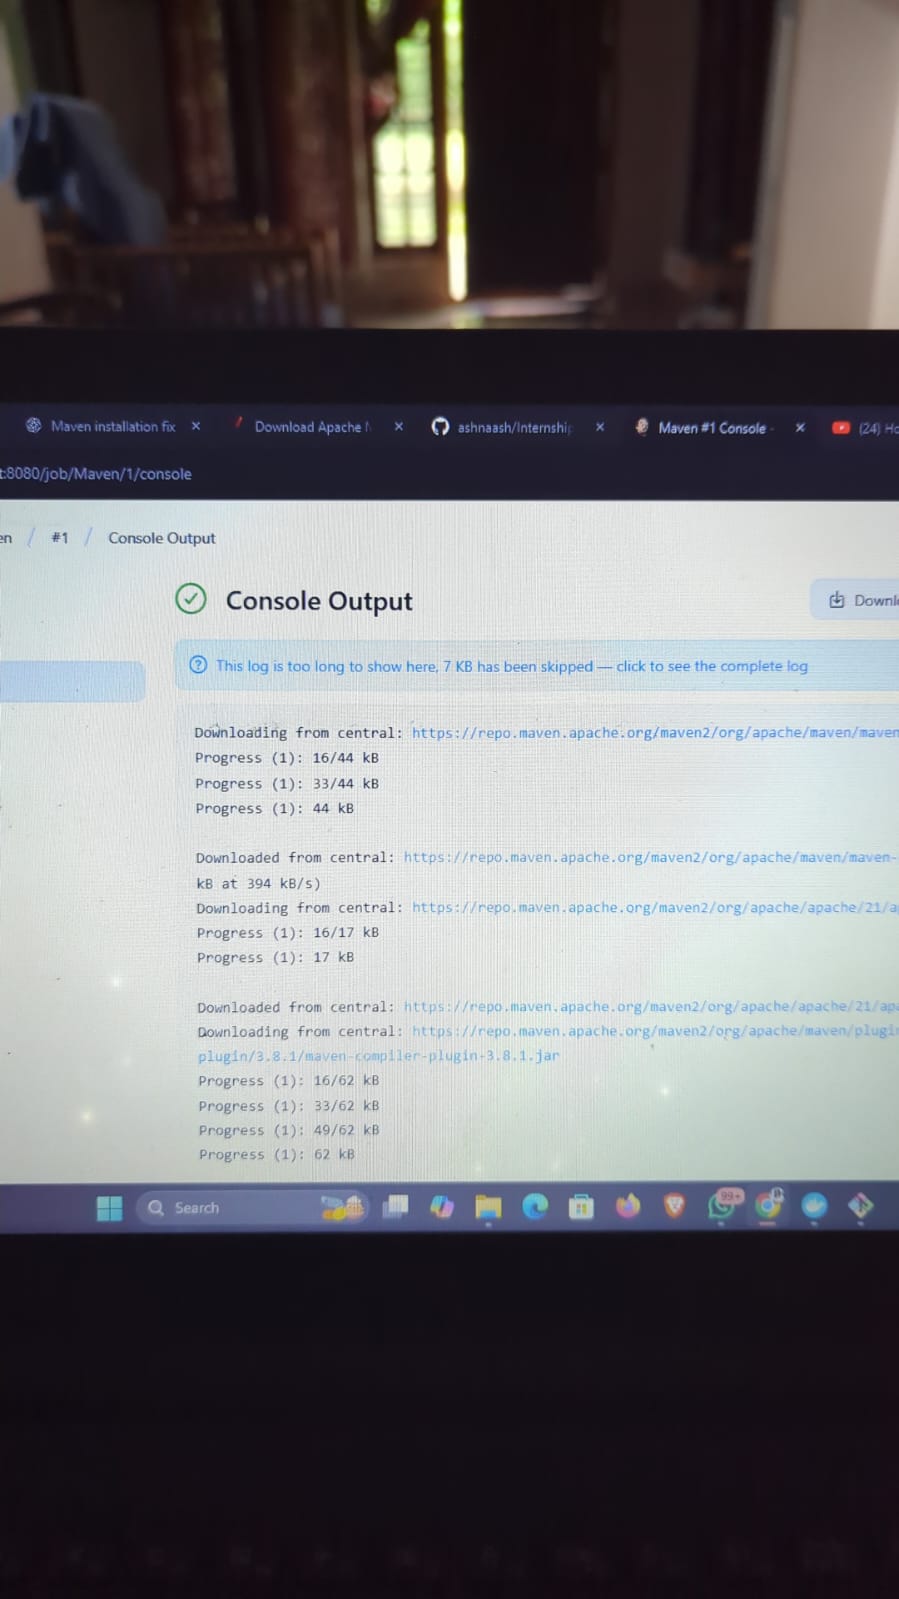 Maven installation fix × Download Apache × ashnaash/Internship × Maven #1 Console - × (24) Ho
t:8080/job/Maven/1/console
en / #1 / Console Output
Console Output Downl
This log is too long to show here, 7 KB has been skipped — click to see the complete log
Downloading from central: https://repo.maven.apache.org/maven2/org/apache/maven/maven
Progress (1): 16/44 kB
Progress (1): 33/44 kB
Progress (1): 44 kB
Downloaded from central: https://repo.maven.apache.org/maven2/org/apache/maven/maven-
kB at 394 kB/s)
Downloading from central: https://repo.maven.apache.org/maven2/org/apache/apache/21/a
Progress (1): 16/17 kB
Progress (1): 17 kB
Downloaded from central: https://repo.maven.apache.org/maven2/org/apache/apache/21/apa
Downloading from central: https://repo.maven.apache.org/maven2/org/apache/maven/plugin
plugin/3.8.1/maven-compiler-plugin-3.8.1.jar
Progress (1): 16/62 kB
Progress (1): 33/62 kB
Progress (1): 49/62 kB
Progress (1): 62 kB
Search 99+